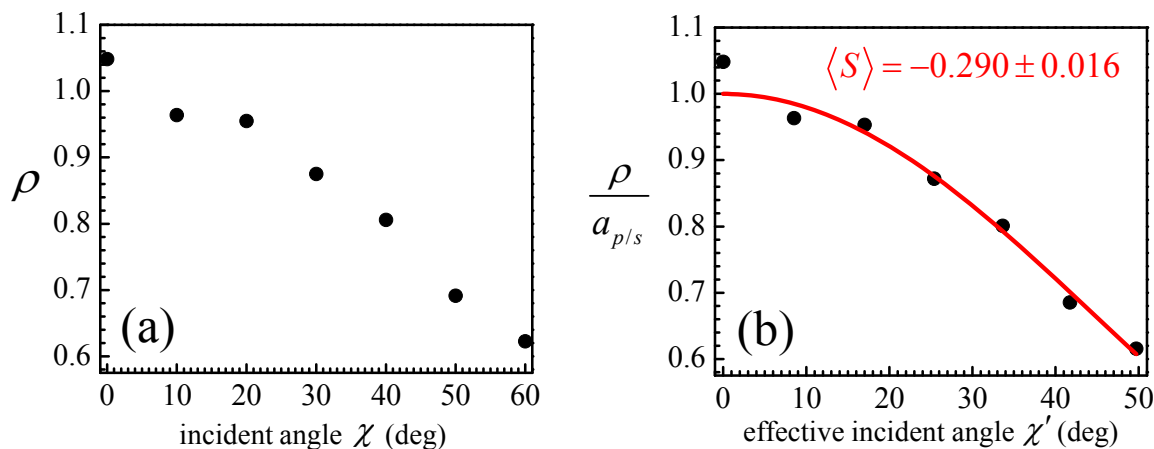 1.1
1.0
0.9
0.8
0.7
0.6
ρ
(a)
0 10 20 30 40 50 60
incident angle χ (deg)
1.1
1.0
0.9
0.8
0.7
0.6
ρ
a_{p/s}
⟨S⟩ = −0.290 ± 0.016
(b)
0 10 20 30 40 50
effective incident angle χ′ (deg)